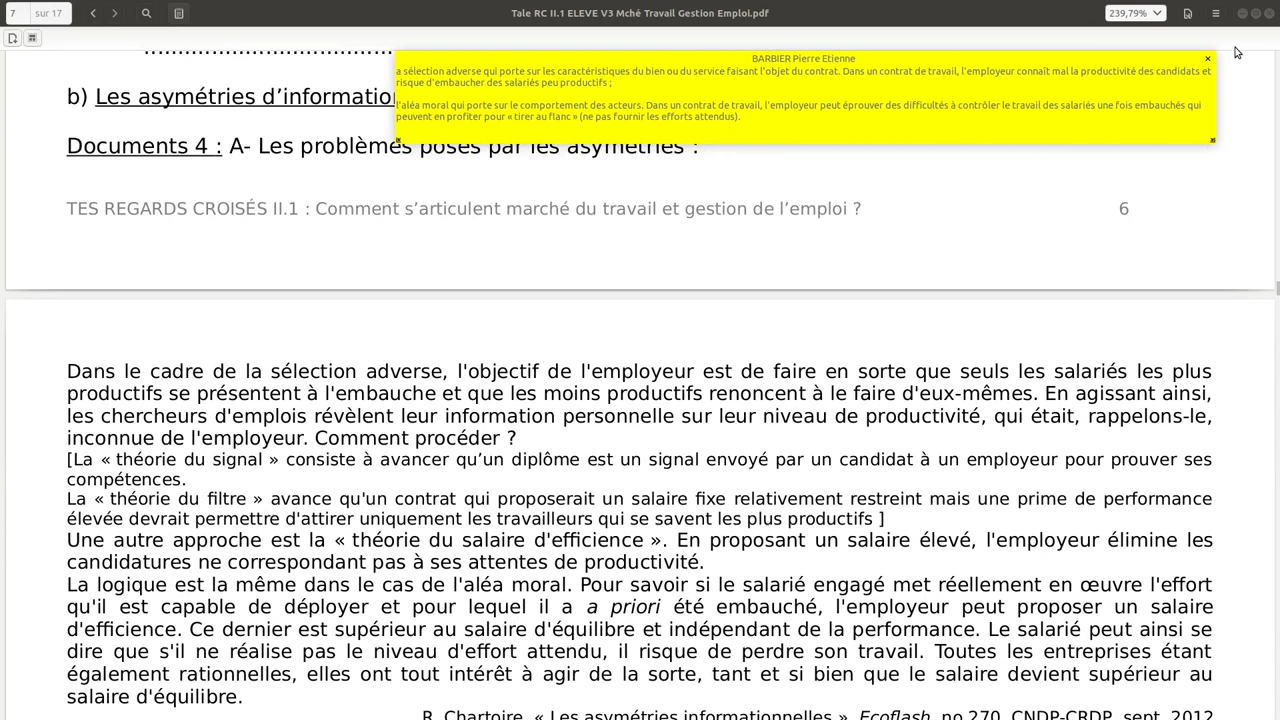 7 sur 17 Tale RC II.1 ELEVE V3 Mché Travail Gestion Emploi.pdf 239,79%
BARBIER Pierre Etienne
a sélection adverse qui porte sur les caractéristiques du bien ou du service faisant l'objet du contrat. Dans un contrat de travail, l'employeur connaît mal la productivité des candidats et
risque d'embaucher des salariés peu productifs ;
l'aléa moral qui porte sur le comportement des acteurs. Dans un contrat de travail, l'employeur peut éprouver des difficultés à contrôler le travail des salariés une fois embauchés qui
peuvent en profiter pour « tirer au flanc » (ne pas fournir les efforts attendus).
b) Les asymétries d’informatio
Documents 4 : A- Les problèmes posés par les asymétries :
TES REGARDS CROISÉS II.1 : Comment s’articulent marché du travail et gestion de l’emploi ? 6
Dans le cadre de la sélection adverse, l'objectif de l'employeur est de faire en sorte que seuls les salariés les plus
productifs se présentent à l'embauche et que les moins productifs renoncent à le faire d'eux-mêmes. En agissant ainsi,
les chercheurs d'emplois révèlent leur information personnelle sur leur niveau de productivité, qui était, rappelons-le,
inconnue de l'employeur. Comment procéder ?
[La « théorie du signal » consiste à avancer qu’un diplôme est un signal envoyé par un candidat à un employeur pour prouver ses
compétences.
La « théorie du filtre » avance qu'un contrat qui proposerait un salaire fixe relativement restreint mais une prime de performance
élevée devrait permettre d'attirer uniquement les travailleurs qui se savent les plus productifs ]
Une autre approche est la « théorie du salaire d'efficience ». En proposant un salaire élevé, l'employeur élimine les
candidatures ne correspondant pas à ses attentes de productivité.
La logique est la même dans le cas de l'aléa moral. Pour savoir si le salarié engagé met réellement en œuvre l'effort
qu'il est capable de déployer et pour lequel il a a priori été embauché, l'employeur peut proposer un salaire
d'efficience. Ce dernier est supérieur au salaire d'équilibre et indépendant de la performance. Le salarié peut ainsi se
dire que s'il ne réalise pas le niveau d'effort attendu, il risque de perdre son travail. Toutes les entreprises étant
également rationnelles, elles ont tout intérêt à agir de la sorte, tant et si bien que le salaire devient supérieur au
salaire d'équilibre.
R. Chartoire, « Les asymétries informationnelles », Ecoflash, no 270, CNDP-CRDP, sept. 2012